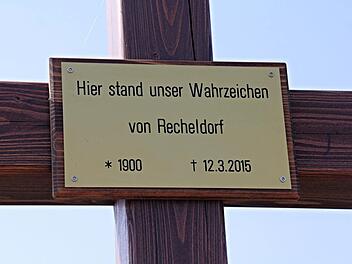 Hier stand unser Wahrzeichen
von Recheldorf
* 1900 † 12.3.2015